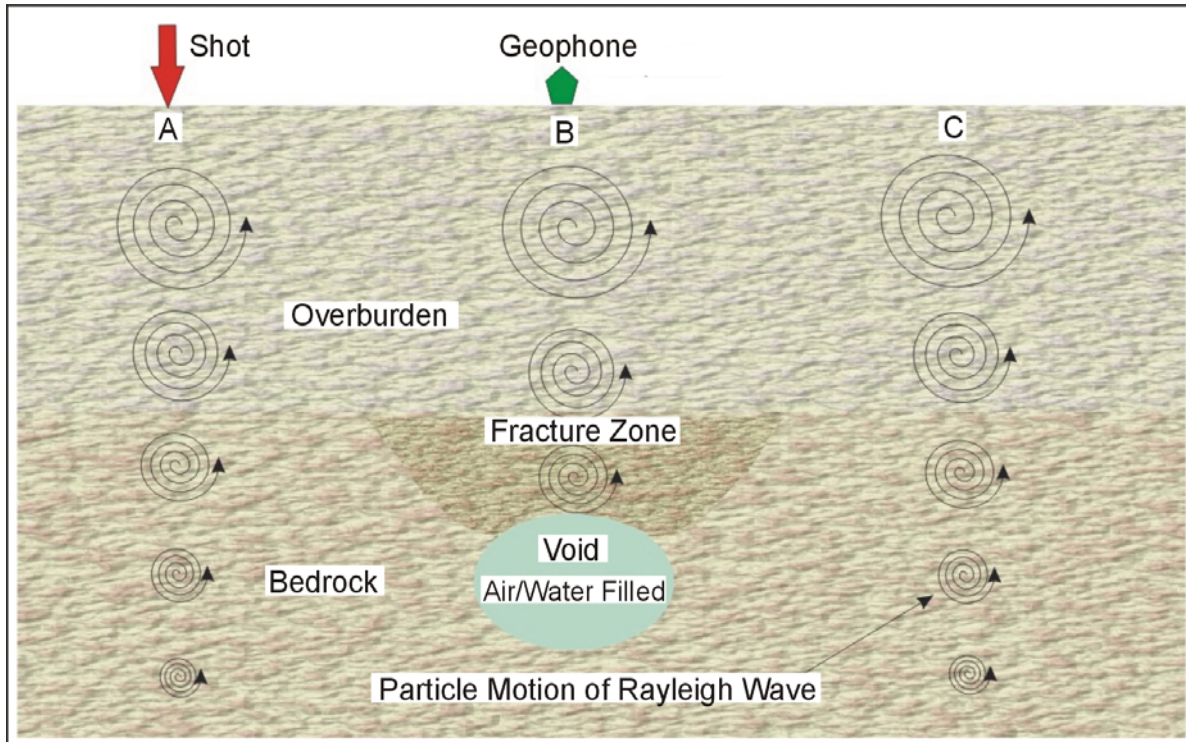 Shot
Geophone
A
B
C
Overburden
Fracture Zone
Void
Air/Water Filled
Bedrock
Particle Motion of Rayleigh Wave